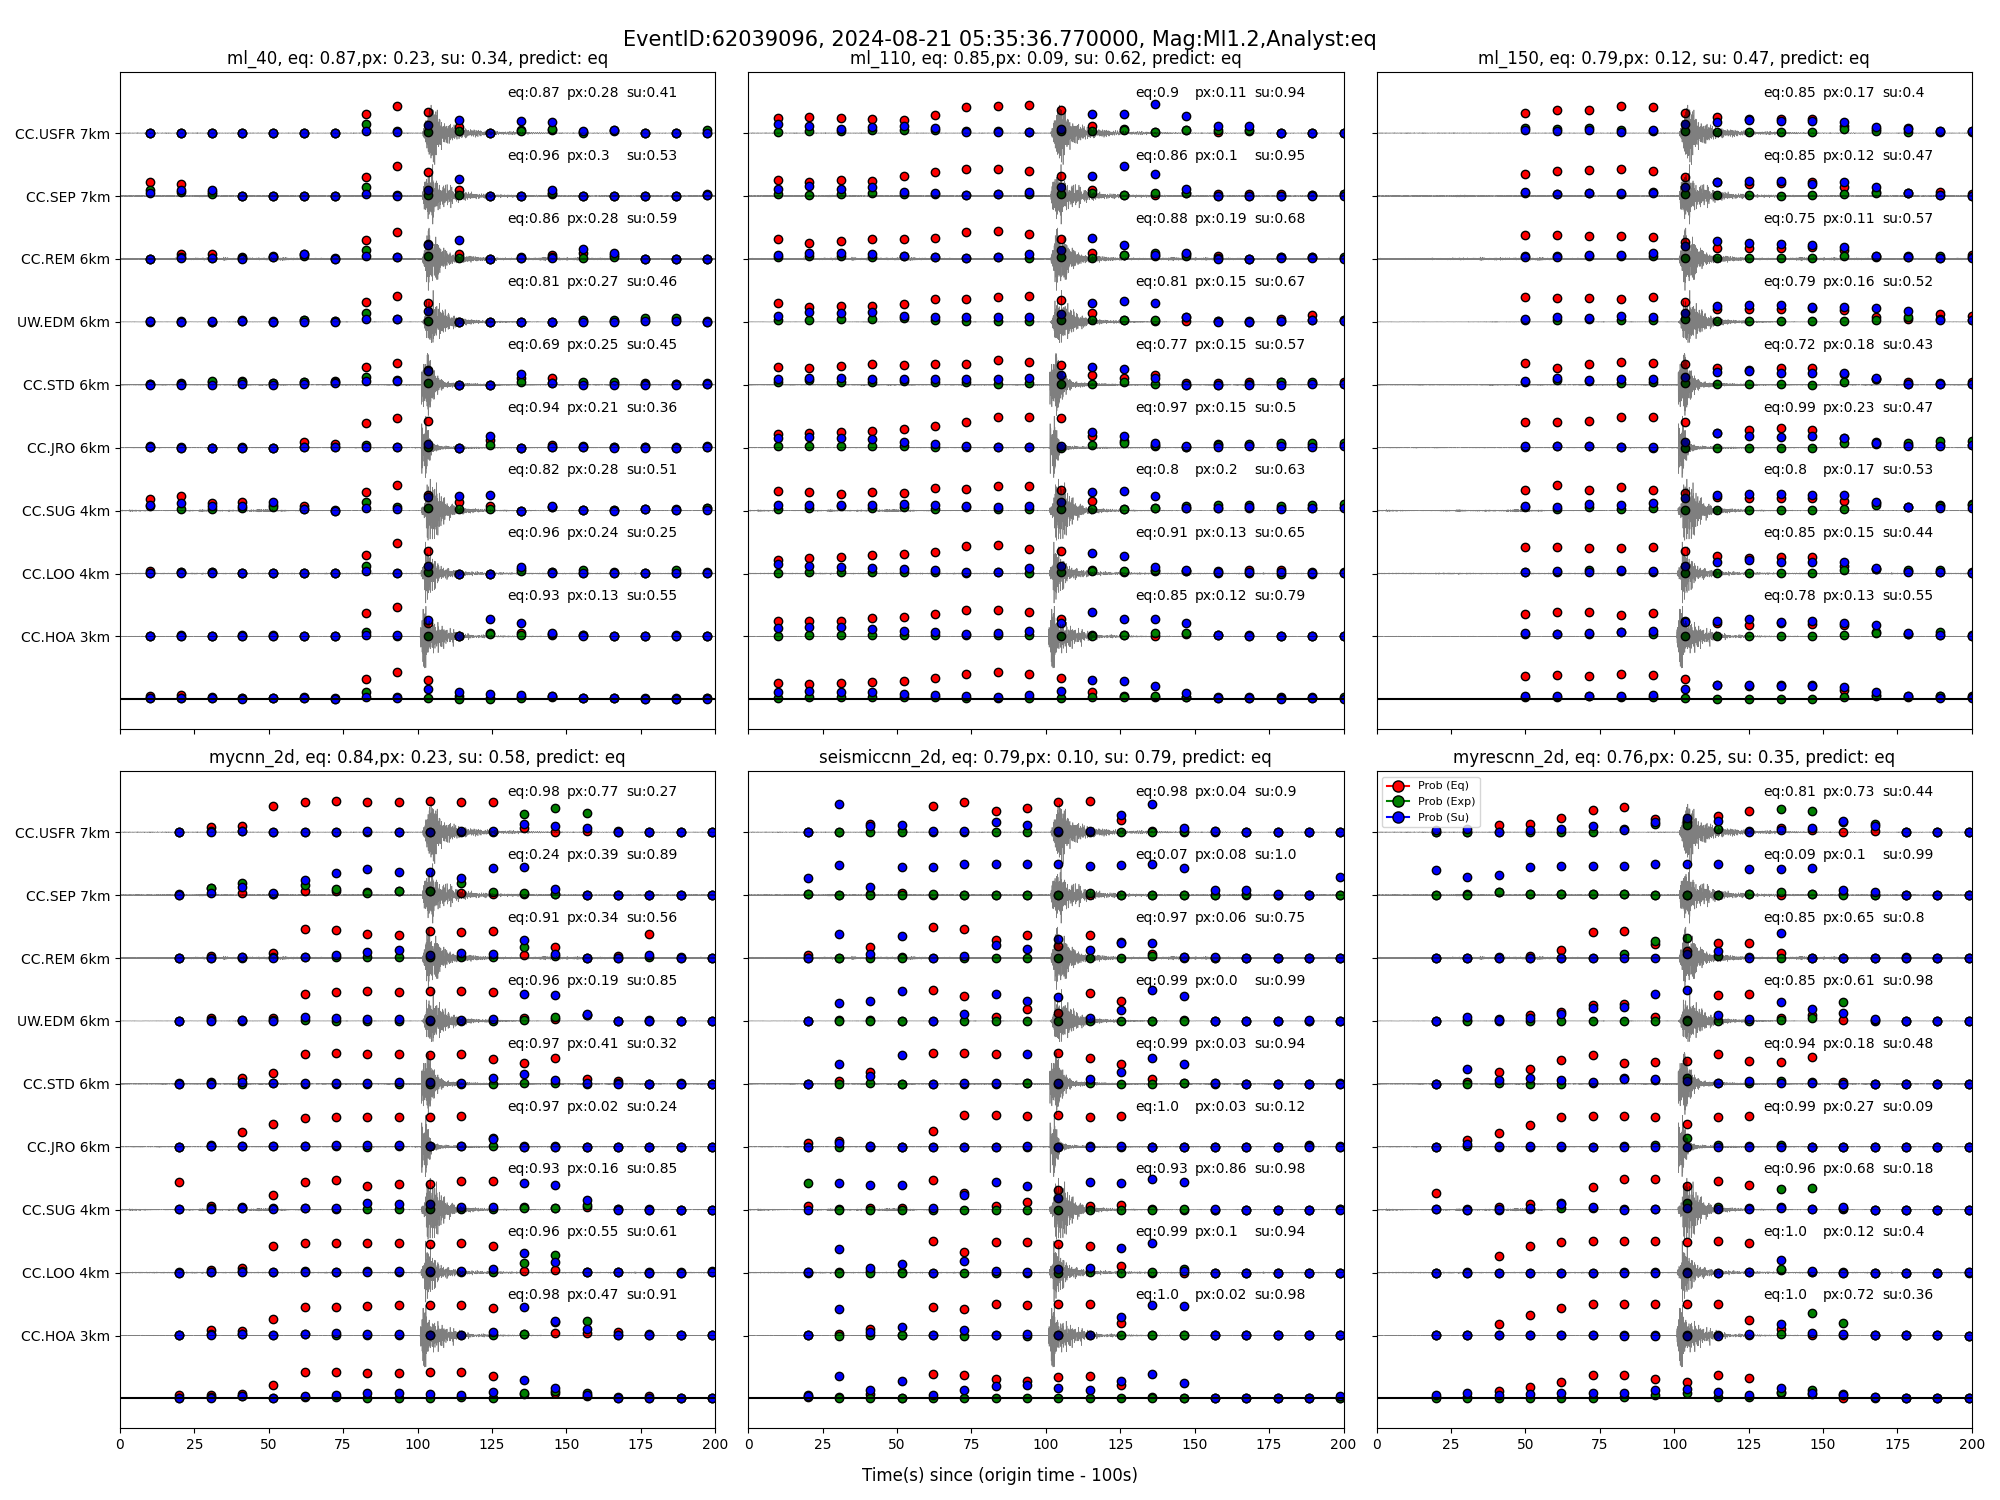 EventID:62039096, 2024-08-21 05:35:36.770000, Mag:Ml1.2,Analyst:eq
ml_40, eq: 0.87,px: 0.23, su: 0.34, predict: eq
CC.USFR 7km
eq:0.87 px:0.28 su:0.41
CC.SEP 7km
eq:0.96 px:0.3 su:0.53
CC.REM 6km
eq:0.86 px:0.28 su:0.59
UW.EDM 6km
eq:0.81 px:0.27 su:0.46
CC.STD 6km
eq:0.69 px:0.25 su:0.45
CC.JRO 6km
eq:0.94 px:0.21 su:0.36
CC.SUG 4km
eq:0.82 px:0.28 su:0.51
CC.LOO 4km
eq:0.96 px:0.24 su:0.25
CC.HOA 3km
eq:0.93 px:0.13 su:0.55
ml_110, eq: 0.85,px: 0.09, su: 0.62, predict: eq
eq:0.9 px:0.11 su:0.94
eq:0.86 px:0.1 su:0.95
eq:0.88 px:0.19 su:0.68
eq:0.81 px:0.15 su:0.67
eq:0.77 px:0.15 su:0.57
eq:0.97 px:0.15 su:0.5
eq:0.8 px:0.2 su:0.63
eq:0.91 px:0.13 su:0.65
eq:0.85 px:0.12 su:0.79
ml_150, eq: 0.79,px: 0.12, su: 0.47, predict: eq
eq:0.85 px:0.17 su:0.4
eq:0.85 px:0.12 su:0.47
eq:0.75 px:0.11 su:0.57
eq:0.79 px:0.16 su:0.52
eq:0.72 px:0.18 su:0.43
eq:0.99 px:0.23 su:0.47
eq:0.8 px:0.17 su:0.53
eq:0.85 px:0.15 su:0.44
eq:0.78 px:0.13 su:0.55
mycnn_2d, eq: 0.84,px: 0.23, su: 0.58, predict: eq
CC.USFR 7km
eq:0.98 px:0.77 su:0.27
CC.SEP 7km
eq:0.24 px:0.39 su:0.89
CC.REM 6km
eq:0.91 px:0.34 su:0.56
UW.EDM 6km
eq:0.96 px:0.19 su:0.85
CC.STD 6km
eq:0.97 px:0.41 su:0.32
CC.JRO 6km
eq:0.97 px:0.02 su:0.24
CC.SUG 4km
eq:0.93 px:0.16 su:0.85
CC.LOO 4km
eq:0.96 px:0.55 su:0.61
CC.HOA 3km
eq:0.98 px:0.47 su:0.91
0 25 50 75 100 125 150 175 200
seismiccnn_2d, eq: 0.79,px: 0.10, su: 0.79, predict: eq
eq:0.98 px:0.04 su:0.9
eq:0.07 px:0.08 su:1.0
eq:0.97 px:0.06 su:0.75
eq:0.99 px:0.0 su:0.99
eq:0.99 px:0.03 su:0.94
eq:1.0 px:0.03 su:0.12
eq:0.93 px:0.86 su:0.98
eq:0.99 px:0.1 su:0.94
eq:1.0 px:0.02 su:0.98
0 25 50 75 100 125 150 175 200
myrescnn_2d, eq: 0.76,px: 0.25, su: 0.35, predict: eq
Prob (Eq)
Prob (Exp)
Prob (Su)
eq:0.81 px:0.73 su:0.44
eq:0.09 px:0.1 su:0.99
eq:0.85 px:0.65 su:0.8
eq:0.85 px:0.61 su:0.98
eq:0.94 px:0.18 su:0.48
eq:0.99 px:0.27 su:0.09
eq:0.96 px:0.68 su:0.18
eq:1.0 px:0.12 su:0.4
eq:1.0 px:0.72 su:0.36
0 25 50 75 100 125 150 175 200
Time(s) since (origin time - 100s)